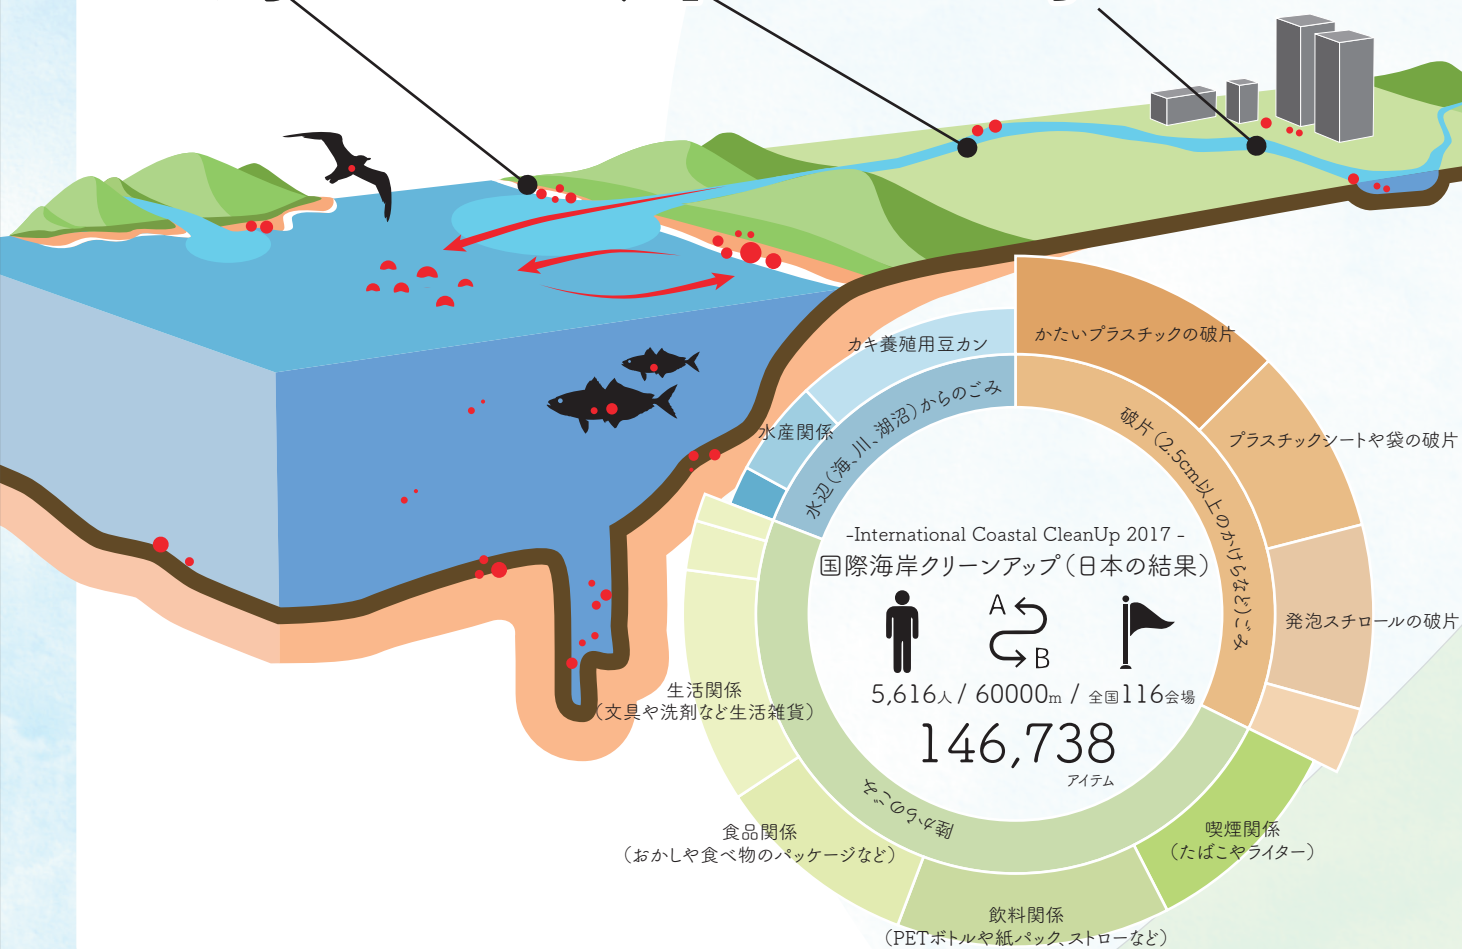 かたいプラスチックの破片
カキ養殖用豆カン
水辺（海、川、湖沼）からのごみ
破片（2.5cm以上のかけらなど）ごみ
水産関係
プラスチックシートや袋の破片
-International Coastal CleanUp 2017 -
国際海岸クリーンアップ（日本の結果）
A
B
発泡スチロールの破片
5,616人 / 60000m / 全国116会場
146,738
アイテム
生活関係
（文具や洗剤など生活雑貨）
陸からのごみ
食品関係
（おかしや食べ物のパッケージなど）
喫煙関係
（たばこやライター）
飲料関係
（PETボトルや紙パック、ストローなど）